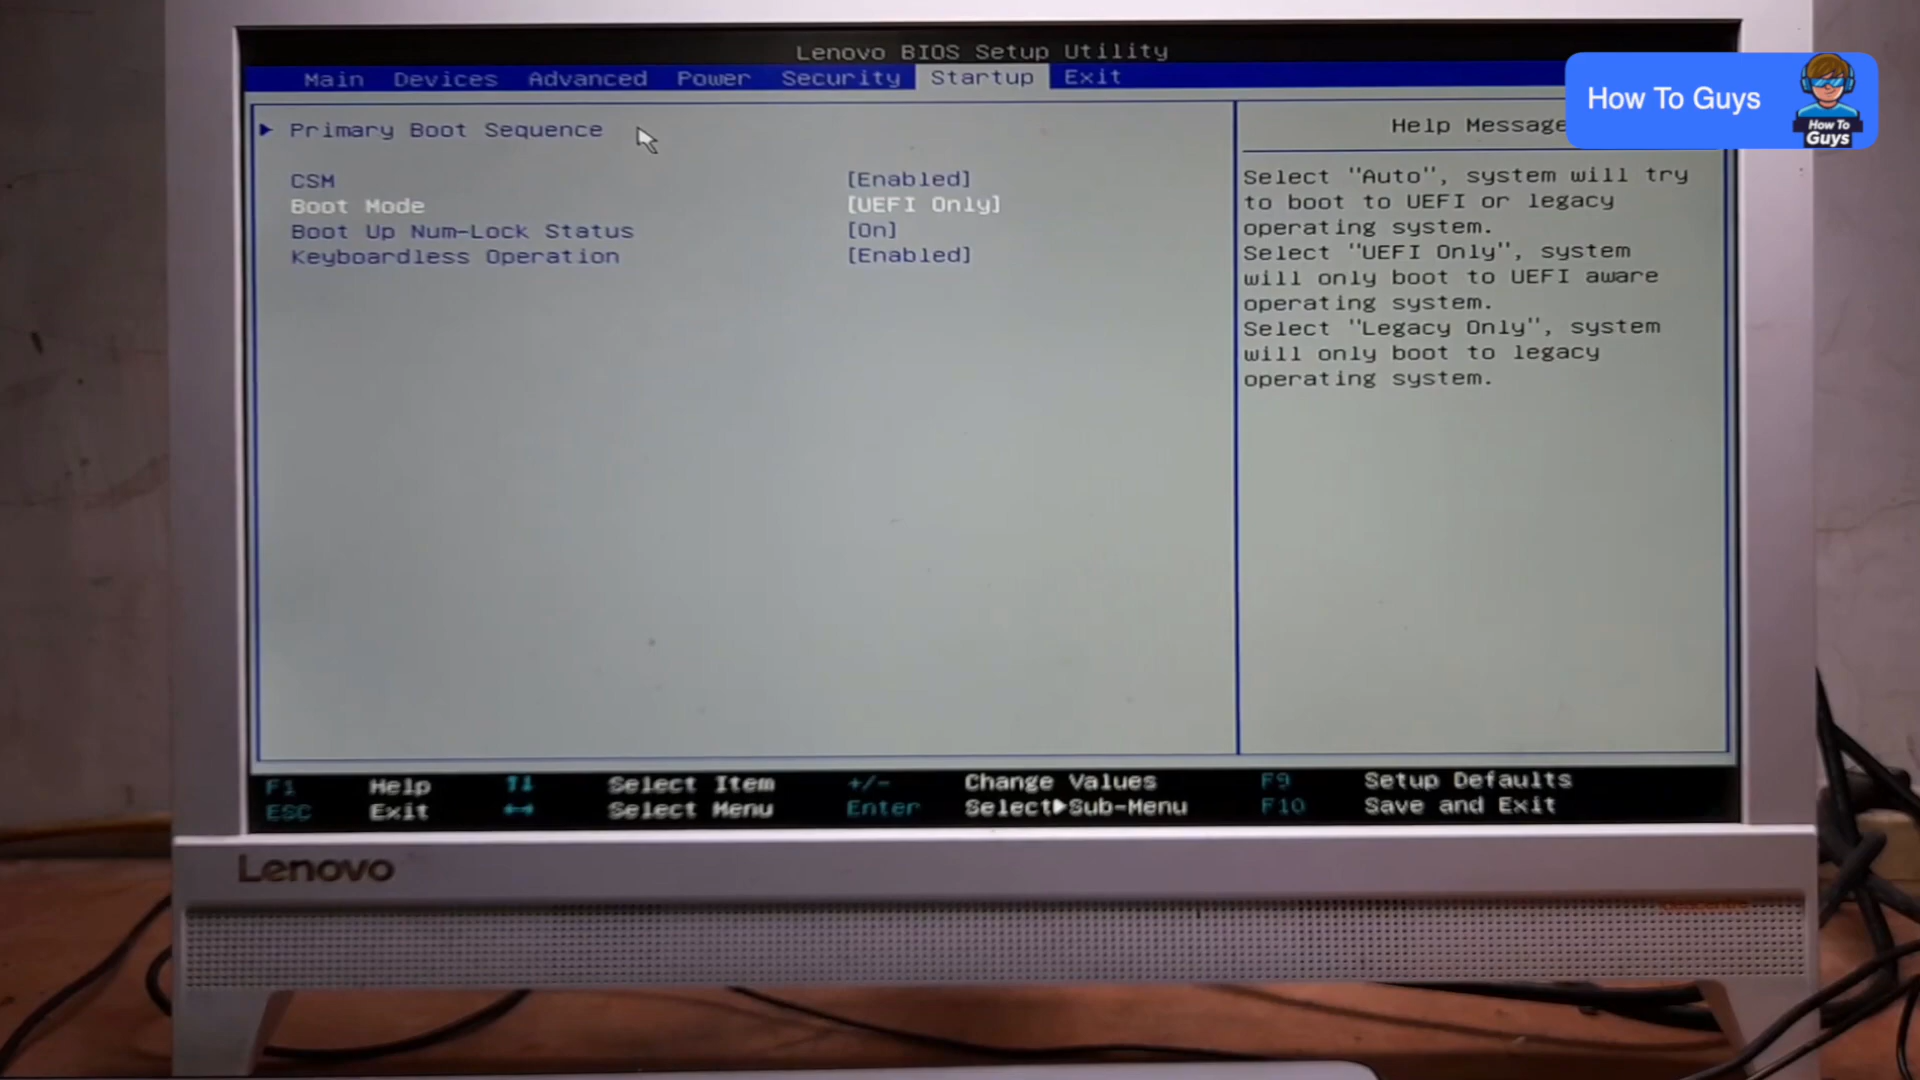 Lenovo BIOS Setup Utility
Main Devices Advanced Power Security Startup Exit
How To Guys
How To
Guys
Primary Boot Sequence
CSM [Enabled]
Boot Mode [UEFI Only]
Boot Up Num-Lock Status [On]
Keyboardless Operation [Enabled]
Help Message
Select "Auto", system will try
to boot to UEFI or legacy
operating system.
Select "UEFI Only", system
will only boot to UEFI aware
operating system.
Select "Legacy Only", system
will only boot to legacy
operating system.
F1 Help ↑↓ Select Item +/- Change Values F9 Setup Defaults
ESC Exit ↔ Select Menu Enter Select▶Sub-Menu F10 Save and Exit
Lenovo